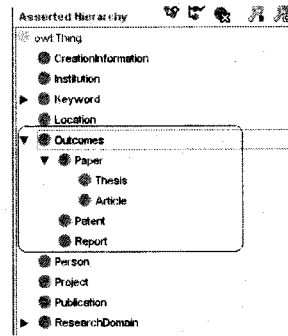 Asserted Hierarchy
owl:Thing
CreationInformation
Institution
Keyword
Location
Outcomes
Paper
Thesis
Article
Patent
Report
Person
Project
Publication
ResearchDomain